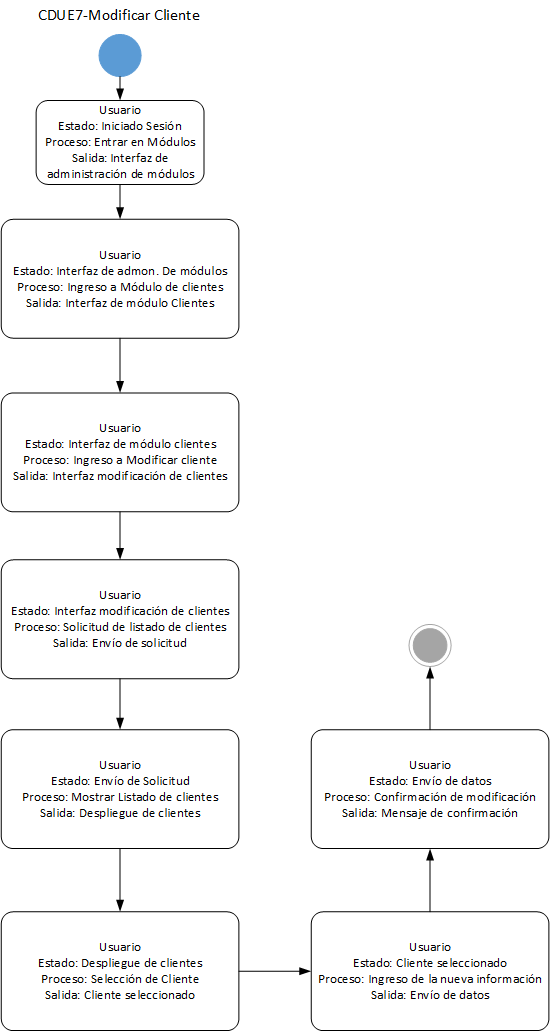 CDUE7-Modificar Cliente
Usuario
Estado: Iniciado Sesión
Proceso: Entrar en Módulos
Salida: Interfaz de
administración de módulos
Usuario
Estado: Interfaz de admon. De módulos
Proceso: Ingreso a Módulo de clientes
Salida: Interfaz de módulo Clientes
Usuario
Estado: Interfaz de módulo clientes
Proceso: Ingreso a Modificar cliente
Salida: Interfaz modificación de clientes
Usuario
Estado: Interfaz modificación de clientes
Proceso: Solicitud de listado de clientes
Salida: Envío de solicitud
Usuario
Estado: Envío de Solicitud
Proceso: Mostrar Listado de clientes
Salida: Despliegue de clientes
Usuario
Estado: Despliegue de clientes
Proceso: Selección de Cliente
Salida: Cliente seleccionado
Usuario
Estado: Cliente seleccionado
Proceso: Ingreso de la nueva información
Salida: Envío de datos
Usuario
Estado: Envío de datos
Proceso: Confirmación de modificación
Salida: Mensaje de confirmación